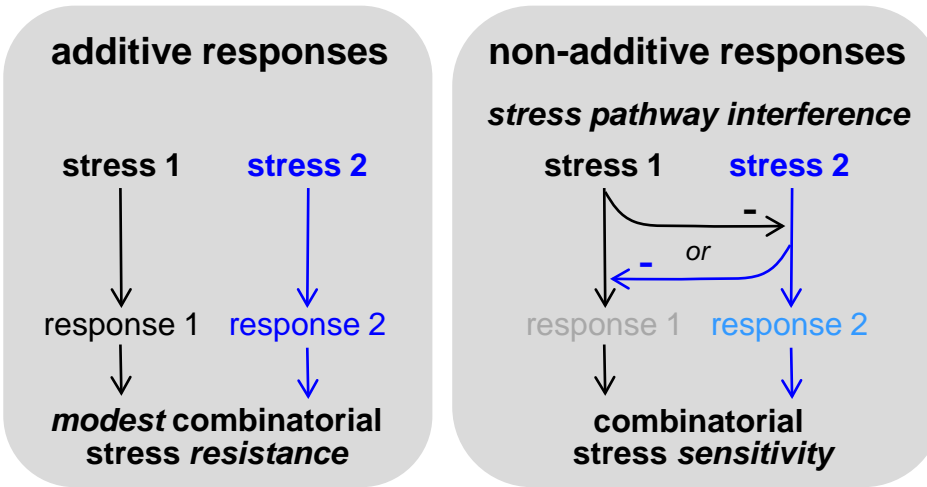 additive responses
stress 1 stress 2
response 1 response 2
modest combinatorial
stress resistance
non-additive responses
stress pathway interference
stress 1 stress 2
-
or
-
response 1 response 2
combinatorial
stress sensitivity